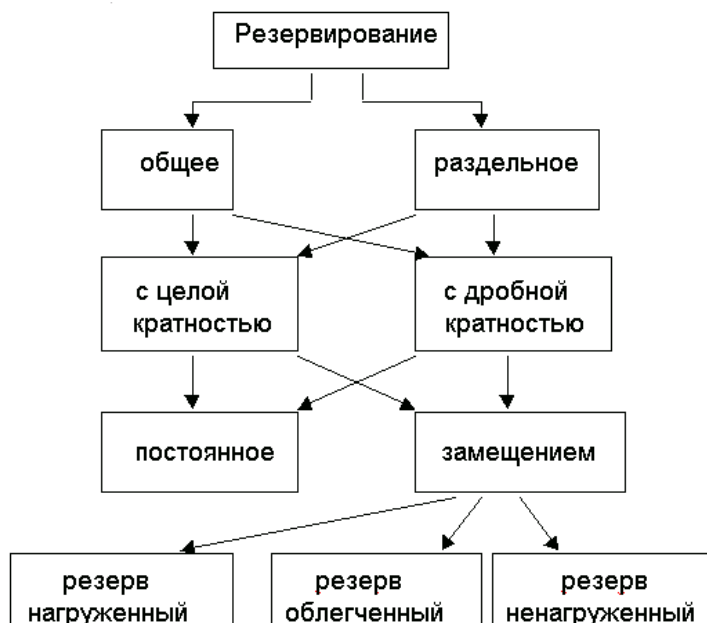 Резервирование
общее
раздельное
с целой
кратностью
с дробной
кратностью
постоянное
замещением
резерв
нагруженный
резерв
облегченный
резерв
ненагруженный